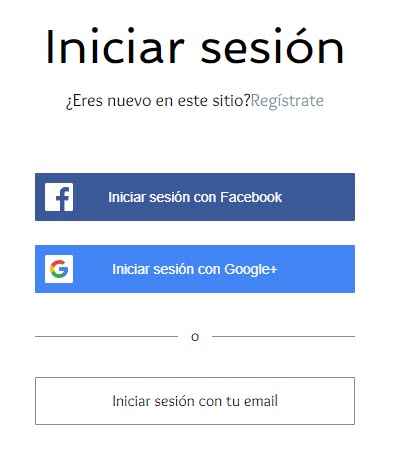 Iniciar sesión
¿Eres nuevo en este sitio?Regístrate
Iniciar sesión con Facebook
Iniciar sesión con Google+
o
Iniciar sesión con tu email